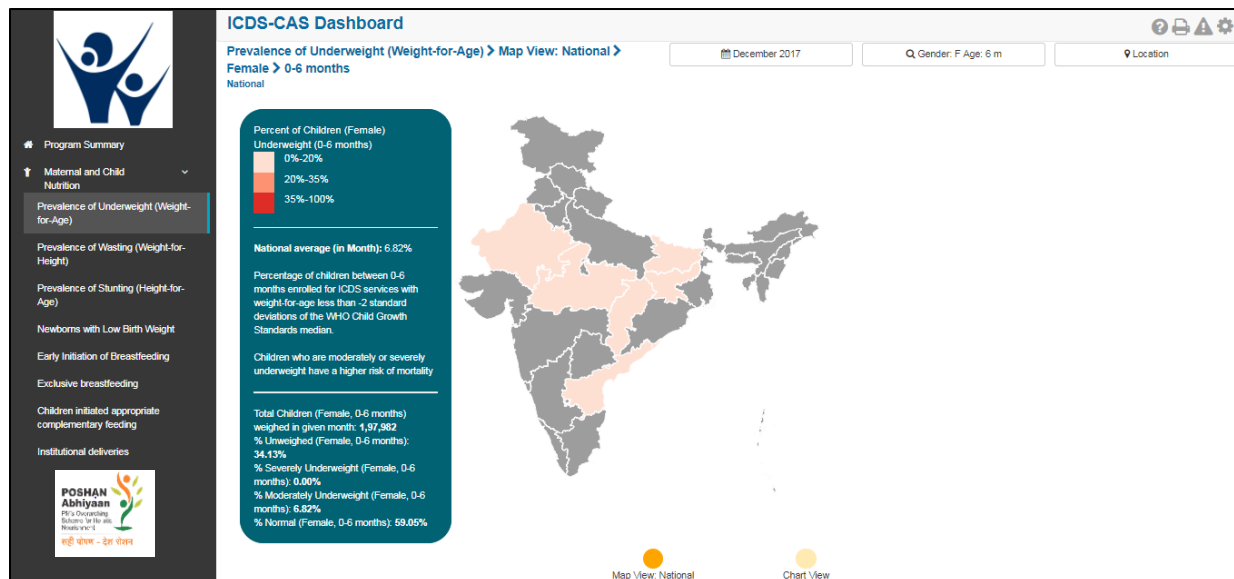 ICDS-CAS Dashboard
Prevalence of Underweight (Weight-for-Age) > Map View: National >
Female > 0-6 months
National
December 2017
Gender: F Age: 6 m
Location
Program Summary
Maternal and Child
Nutrition
Prevalence of Underweight (Weight-
for-Age)
Prevalence of Wasting (Weight-for-
Height)
Prevalence of Stunting (Height-for-
Age)
Newborns with Low Birth Weight
Early Initiation of Breastfeeding
Exclusive breastfeeding
Children initiated appropriate
complementary feeding
Institutional deliveries
POSHAN
Abhiyaan
PM's Overarching
सही पोषण - देश रोशन
Percent of Children (Female)
Underweight (0-6 months)
0%-20%
20%-35%
35%-100%
National average (in Month): 6.82%
Percentage of children between 0-6
months enrolled for ICDS services with
weight-for-age less than -2 standard
deviations of the WHO Child Growth
Standards median.
Children who are moderately or severely
underweight have a higher risk of mortality
Total Children (Female, 0-6 months)
weighed in given month: 1,97,982
% Unweighed (Female, 0-6 months):
34.13%
% Severely Underweight (Female, 0-6
months): 0.00%
% Moderately Underweight (Female, 0-6
months): 6.82%
% Normal (Female, 0-6 months): 59.05%
Map View: National
Chart View